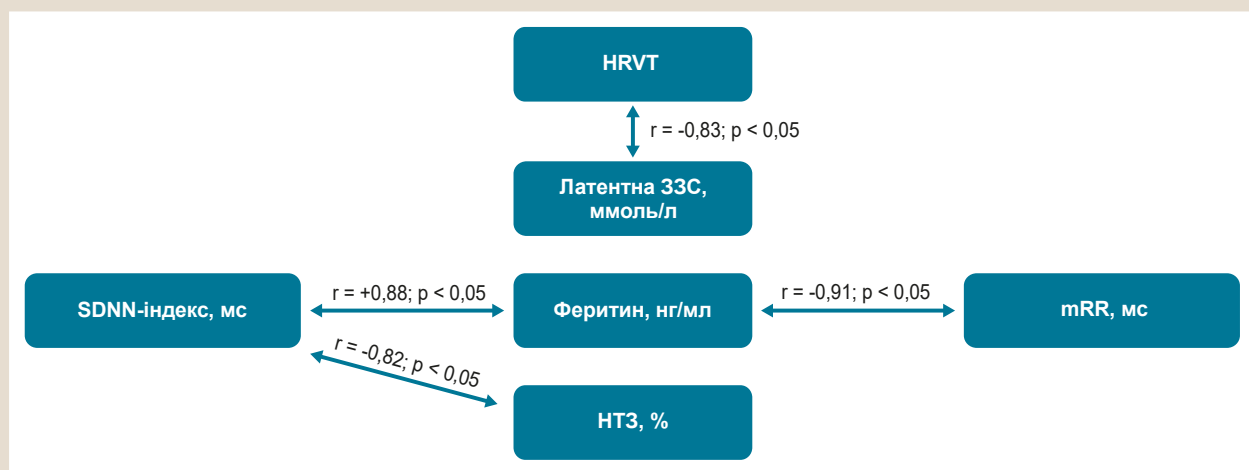 HRVT
r = -0,83; p < 0,05
Латентна ЗЗС,
ммоль/л
SDNN-індекс, мс
r = +0,88; p < 0,05
Феритин, нг/мл
r = -0,91; p < 0,05
mRR, мс
r = -0,82; p < 0,05
НТЗ, %